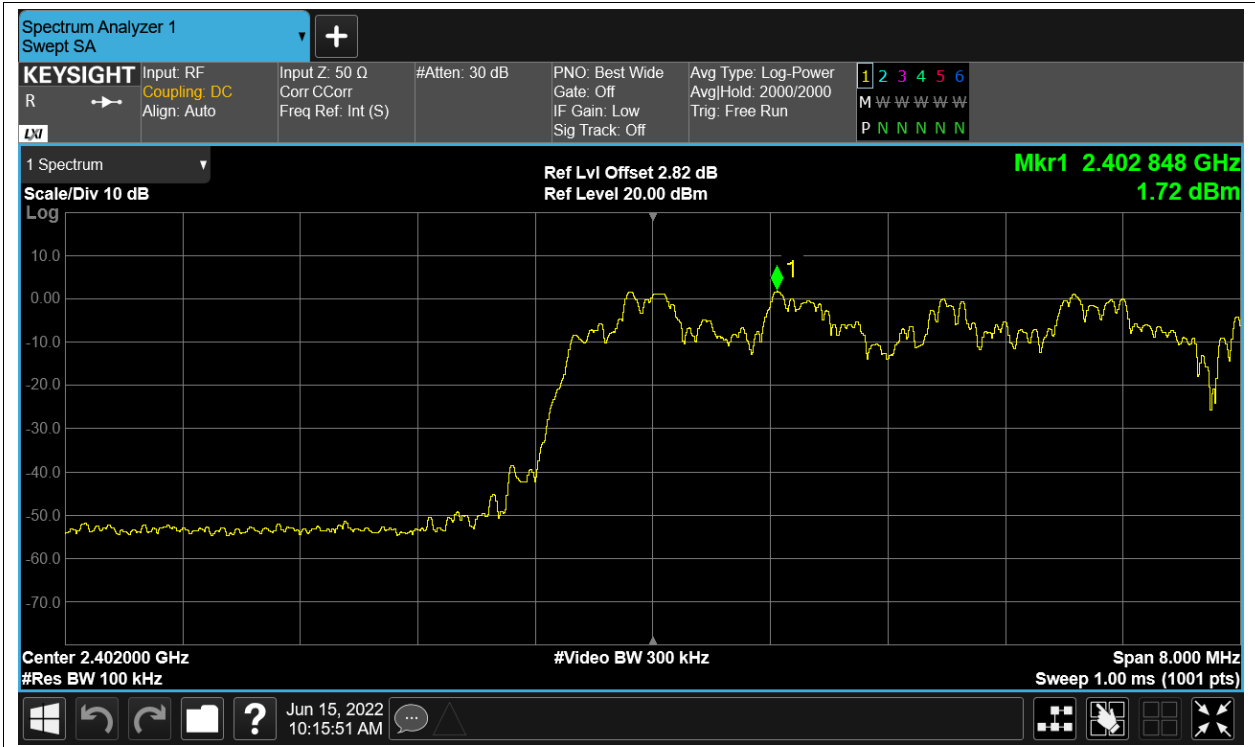 Spectrum Analyzer 1
Swept SA
KEYSIGHT
R
LXI
Input: RF
Coupling: DC
Align: Auto
Input Z: 50 Ω
Corr CCorr
Freq Ref: Int (S)
#Atten: 30 dB
PNO: Best Wide
Gate: Off
IF Gain: Low
Sig Track: Off
Avg Type: Log-Power
Avg|Hold: 2000/2000
Trig: Free Run
1 2 3 4 5 6
M W W W W W
P N N N N N
1 Spectrum
Scale/Div 10 dB
Ref Lvl Offset 2.82 dB
Ref Level 20.00 dBm
Mkr1 2.402 848 GHz
1.72 dBm
Log
10.0
0.00
-10.0
-20.0
-30.0
-40.0
-50.0
-60.0
-70.0
1
Center 2.402000 GHz
#Video BW 300 kHz
Span 8.000 MHz
#Res BW 100 kHz
Sweep 1.00 ms (1001 pts)
?
Jun 15, 2022
10:15:51 AM